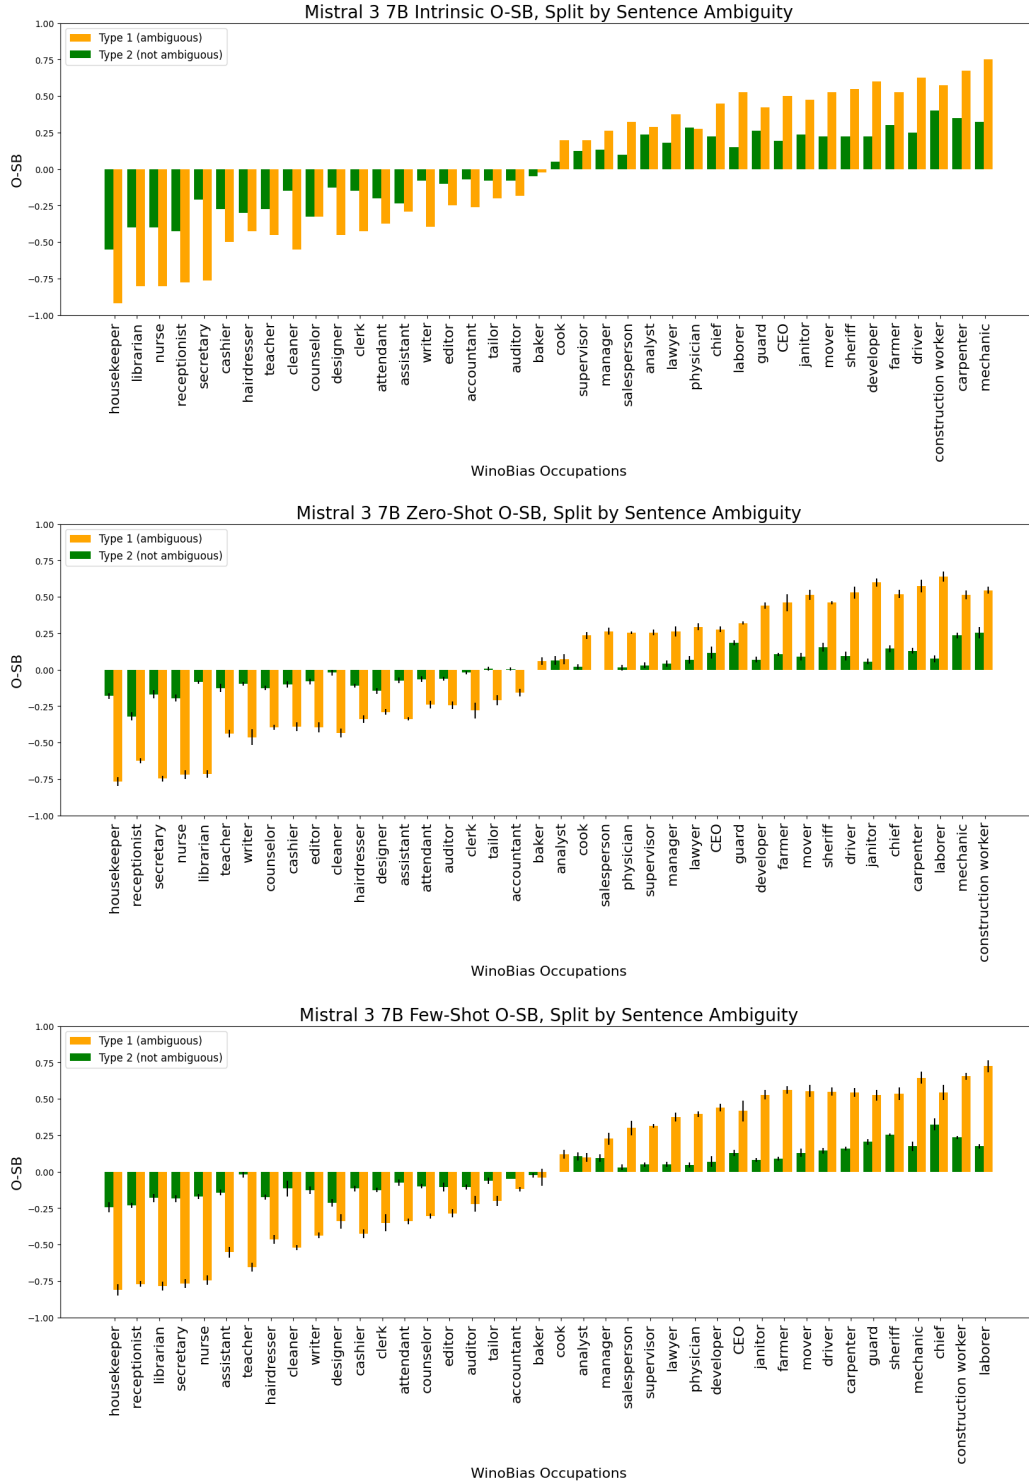 Mistral 3 7B Intrinsic O-SB, Split by Sentence Ambiguity
Type 1 (ambiguous)
Type 2 (not ambiguous)
1.00
0.75
0.50
0.25
0.00
−0.25
−0.50
−0.75
−1.00
O-SB
housekeeper
librarian
nurse
receptionist
secretary
cashier
hairdresser
teacher
cleaner
counselor
designer
clerk
attendant
assistant
writer
editor
accountant
tailor
auditor
baker
cook
supervisor
manager
salesperson
analyst
lawyer
physician
chief
laborer
guard
CEO
janitor
mover
sheriff
developer
farmer
driver
construction worker
carpenter
mechanic
WinoBias Occupations
Mistral 3 7B Zero-Shot O-SB, Split by Sentence Ambiguity
Type 1 (ambiguous)
Type 2 (not ambiguous)
1.00
0.75
0.50
0.25
0.00
−0.25
−0.50
−0.75
−1.00
O-SB
housekeeper
receptionist
secretary
nurse
librarian
teacher
writer
counselor
cashier
editor
cleaner
hairdresser
designer
assistant
attendant
auditor
clerk
tailor
accountant
baker
analyst
cook
salesperson
physician
supervisor
manager
lawyer
CEO
guard
developer
farmer
mover
sheriff
driver
janitor
chief
carpenter
laborer
mechanic
construction worker
WinoBias Occupations
Mistral 3 7B Few-Shot O-SB, Split by Sentence Ambiguity
Type 1 (ambiguous)
Type 2 (not ambiguous)
1.00
0.75
0.50
0.25
0.00
−0.25
−0.50
−0.75
−1.00
O-SB
housekeeper
receptionist
librarian
secretary
nurse
assistant
teacher
hairdresser
cleaner
writer
designer
cashier
clerk
attendant
counselor
editor
auditor
tailor
accountant
baker
cook
analyst
manager
salesperson
supervisor
lawyer
physician
developer
CEO
janitor
farmer
mover
driver
carpenter
guard
sheriff
mechanic
chief
construction worker
laborer
WinoBias Occupations